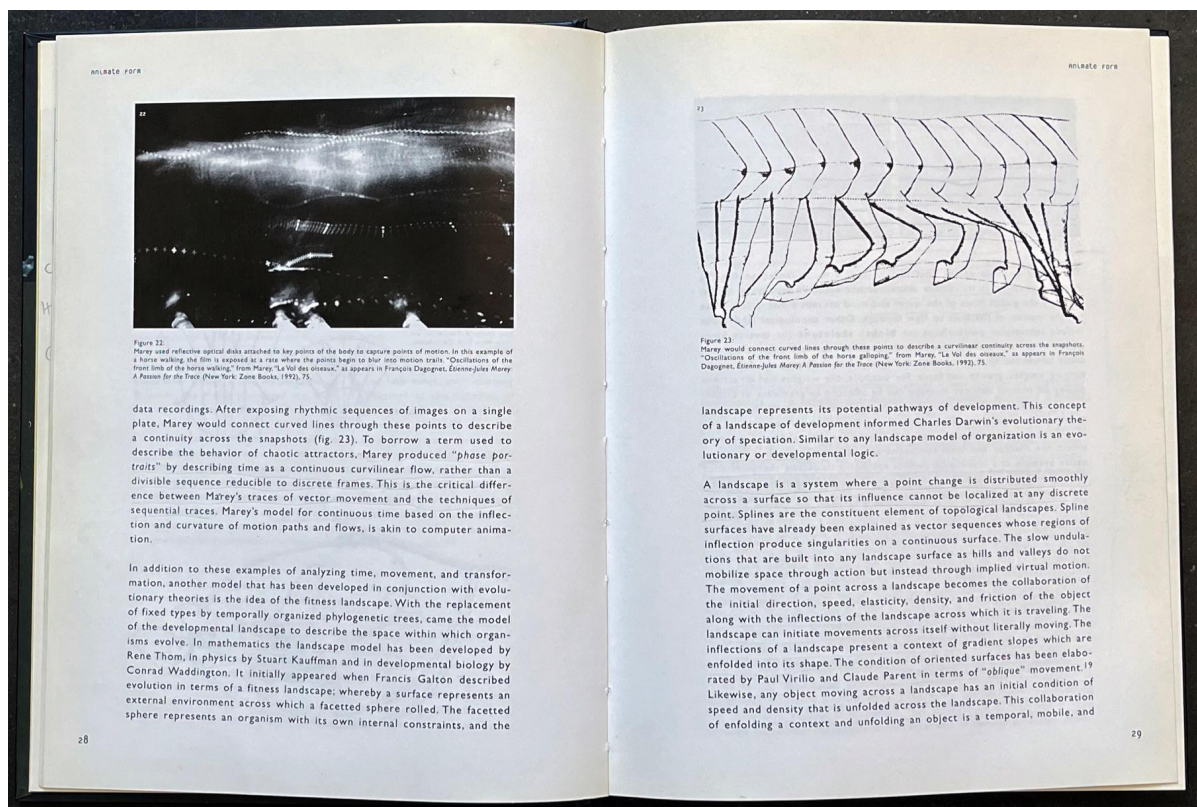 Animate Form
22
Figure 22:
Marey used reflective optical disks attached to key points of the body to capture points of motion. In this example of
a horse walking, the film is exposed at a rate where the points begin to blur into motion trails. "Oscillations of the
front limb of the horse walking," from Marey, "Le Vol des oiseaux," as appears in François Dagognet, Étienne-Jules Marey:
A Passion for the Trace (New York: Zone Books, 1992), 75.
data recordings. After exposing rhythmic sequences of images on a single
plate, Marey would connect curved lines through these points to describe
a continuity across the snapshots (fig. 23). To borrow a term used to
describe the behavior of chaotic attractors, Marey produced "phase por-
traits" by describing time as a continuous curvilinear flow, rather than a
divisible sequence reducible to discrete frames. This is the critical differ-
ence between Marey's traces of vector movement and the techniques of
sequential traces. Marey's model for continuous time based on the inflec-
tion and curvature of motion paths and flows, is akin to computer anima-
tion.
In addition to these examples of analyzing time, movement, and transfor-
mation, another model that has been developed in conjunction with evolu-
tionary theories is the idea of the fitness landscape. With the replacement
of fixed types by temporally organized phylogenetic trees, came the model
of the developmental landscape to describe the space within which organ-
isms evolve. In mathematics the landscape model has been developed by
Rene Thom, in physics by Stuart Kauffman and in developmental biology by
Conrad Waddington. It initially appeared when Francis Galton described
evolution in terms of a fitness landscape; whereby a surface represents an
external environment across which a facetted sphere rolled. The facetted
sphere represents an organism with its own internal constraints, and the
28
Animate Form
23
Figure 23:
Marey would connect curved lines through these points to describe a curvilinear continuity across the snapshots.
"Oscillations of the front limb of the horse galloping," from Marey, "Le Vol des oiseaux," as appears in François
Dagognet, Étienne-Jules Marey: A Passion for the Trace (New York: Zone Books, 1992), 75.
landscape represents its potential pathways of development. This concept
of a landscape of development informed Charles Darwin's evolutionary the-
ory of speciation. Similar to any landscape model of organization is an evo-
lutionary or developmental logic.
A landscape is a system where a point change is distributed smoothly
across a surface so that its influence cannot be localized at any discrete
point. Splines are the constituent element of topological landscapes. Spline
surfaces have already been explained as vector sequences whose regions of
inflection produce singularities on a continuous surface. The slow undula-
tions that are built into any landscape surface as hills and valleys do not
mobilize space through action but instead through implied virtual motion.
The movement of a point across a landscape becomes the collaboration of
the initial direction, speed, elasticity, density, and friction of the object
along with the inflections of the landscape across which it is traveling. The
landscape can initiate movements across itself without literally moving. The
inflections of a landscape present a context of gradient slopes which are
enfolded into its shape. The condition of oriented surfaces has been elabo-
rated by Paul Virilio and Claude Parent in terms of "oblique" movement.19
Likewise, any object moving across a landscape has an initial condition of
speed and density that is unfolded across the landscape. This collaboration
of enfolding a context and unfolding an object is a temporal, mobile, and
29